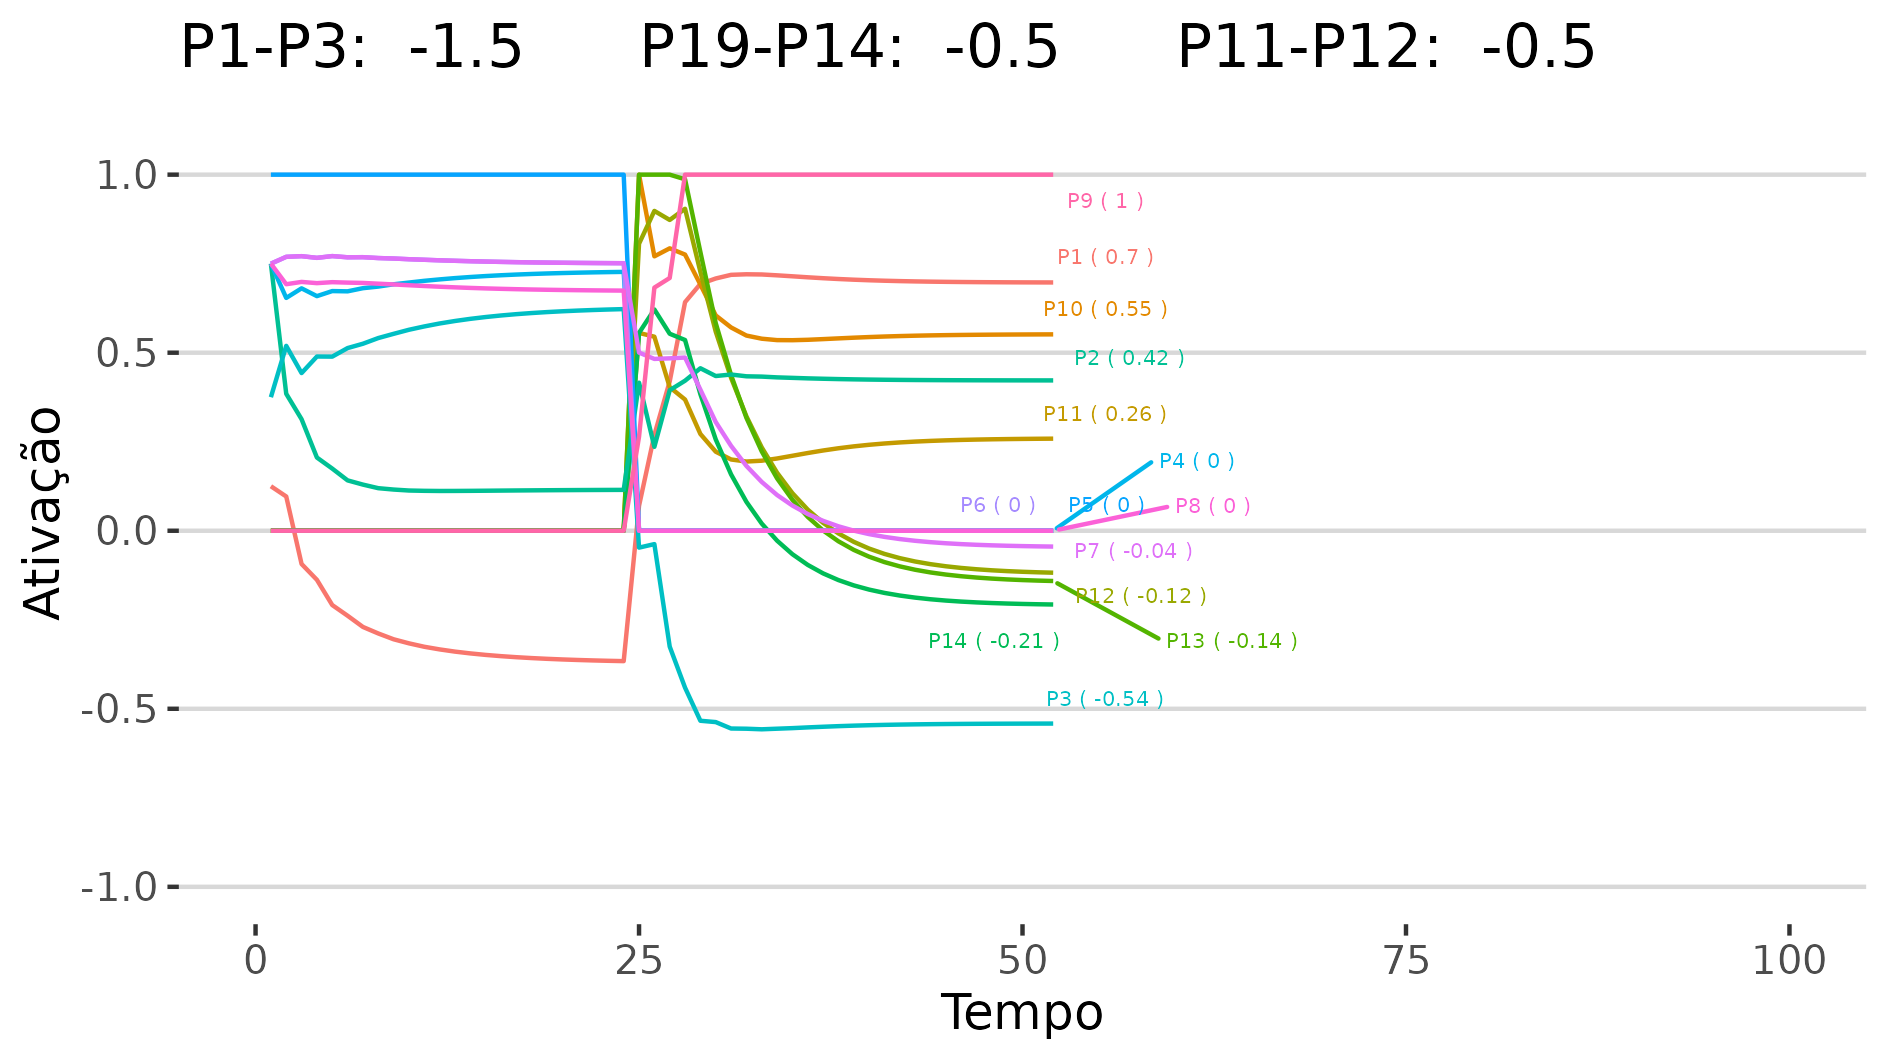 P1-P3:  -1.5  P19-P14:  -0.5  P11-P12:  -0.5
1.0
P9 ( 1 )
P1 ( 0.7 )
P10 ( 0.55 )
0.5
P2 ( 0.42 )
P11 ( 0.26 )
P4 ( 0 )
P6 ( 0 ) P5 ( 0 ) P8 ( 0 )
0.0
P7 ( -0.04 )
P12 ( -0.12 )
P14 ( -0.21 ) P13 ( -0.14 )
P3 ( -0.54 )
-0.5
-1.0
Ativação
0 25 50 75 100
Tempo